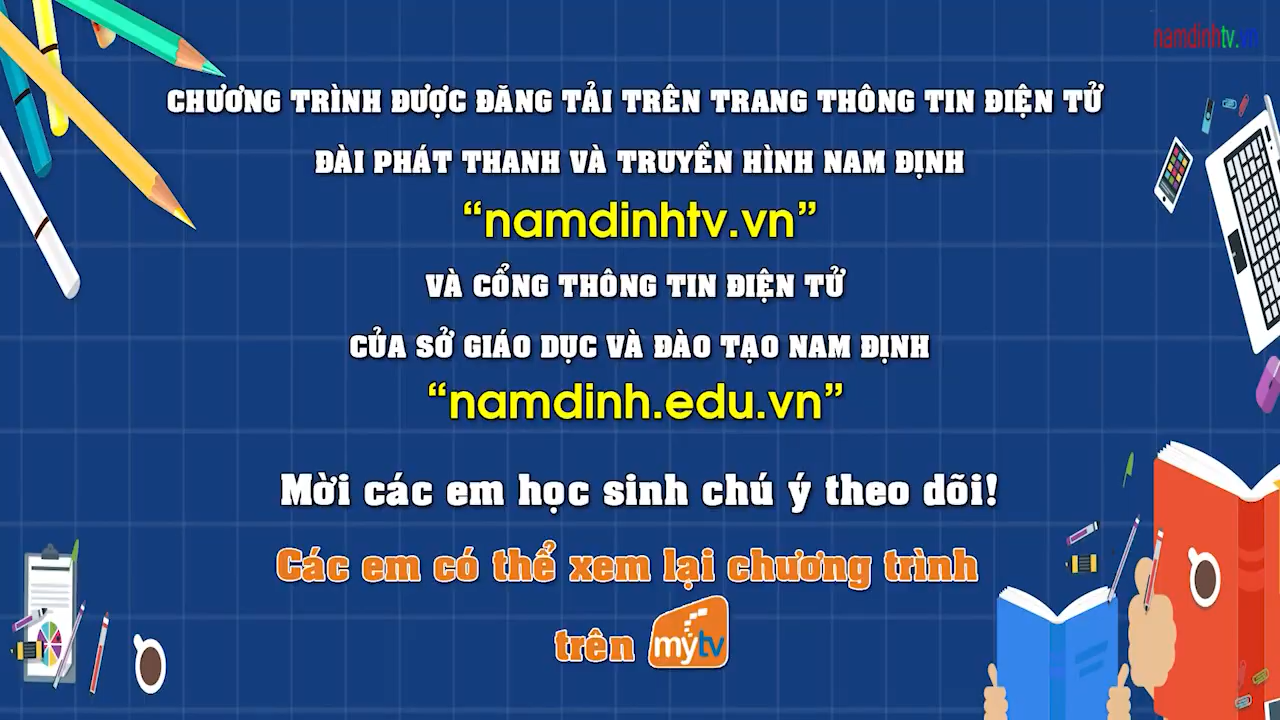 namdinhtv.vn
CHƯƠNG TRÌNH ĐƯỢC ĐĂNG TẢI TRÊN TRANG THÔNG TIN ĐIỆN TỬ
ĐÀI PHÁT THANH VÀ TRUYỀN HÌNH NAM ĐỊNH
“namdinhtv.vn”
VÀ CỔNG THÔNG TIN ĐIỆN TỬ
CỦA SỞ GIÁO DỤC VÀ ĐÀO TẠO NAM ĐỊNH
“namdinh.edu.vn”
Mời các em học sinh chú ý theo dõi!
Các em có thể xem lại chương trình
trên mytv